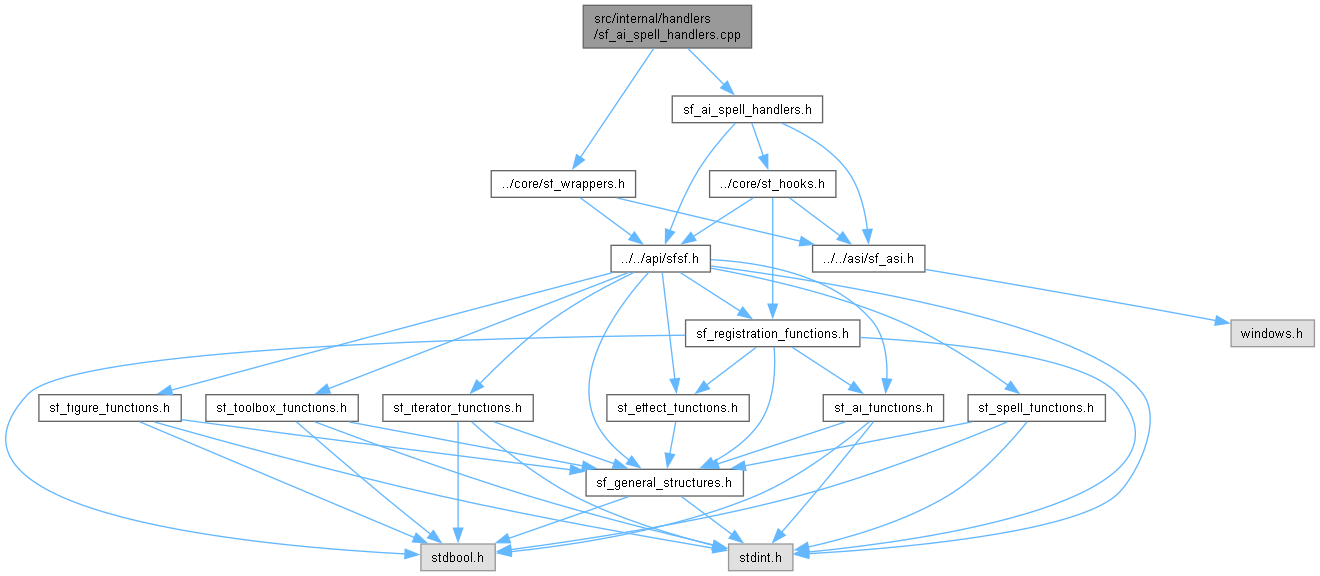 src/internal/handlers
/sf_ai_spell_handlers.cpp
sf_ai_spell_handlers.h
../core/sf_wrappers.h
../core/sf_hooks.h
../../api/sfsf.h
../../asi/sf_asi.h
sf_registration_functions.h
windows.h
sf_figure_functions.h
sf_toolbox_functions.h
sf_iterator_functions.h
sf_effect_functions.h
sf_ai_functions.h
sf_spell_functions.h
sf_general_structures.h
stdbool.h
stdint.h